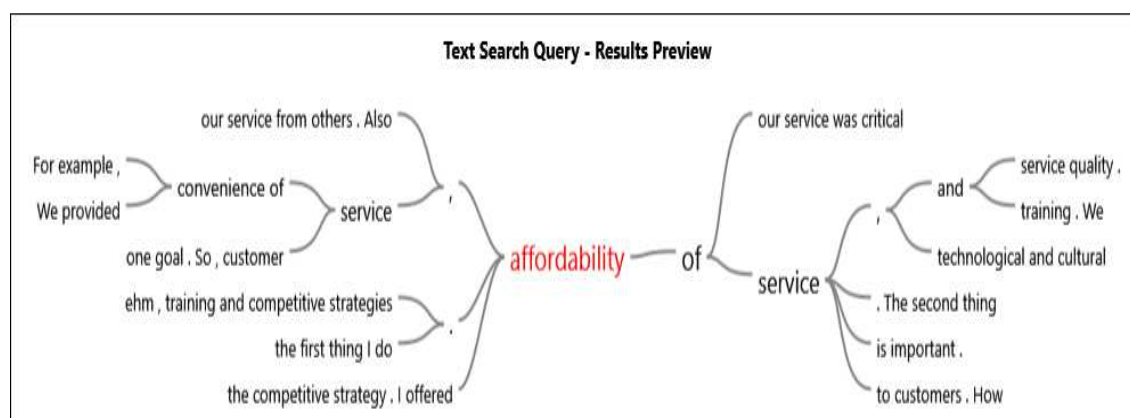 Text Search Query - Results Preview
our service from others . Also
our service was critical
For example ,
convenience of
We provided
service
,
one goal . So , customer
affordability
of
service
,
and
service quality .
training . We
technological and cultural
ehm , training and competitive strategies
.
the first thing I do
the competitive strategy . I offered
. The second thing
is important .
to customers . How